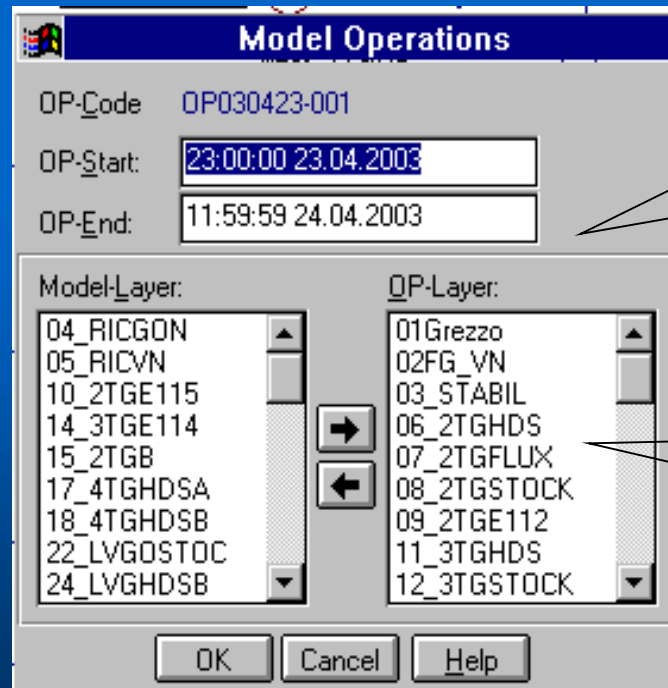 Model Operations
OP-Code OP030423-001
OP-Start: 23:00:00 23.04.2003
OP-End: 11:59:59 24.04.2003
Model-Layer:
04_RICGON
05_RICVN
10_2TGE115
14_3TGE114
15_2TGB
17_4TGHDSA
18_4TGHDSB
22_LVGOSTOC
24_LVGHDSB
OP-Layer:
01Grezzo
02FG_VN
03_STABIL
06_2TGHDS
07_2TGFLUX
08_2TGSTOCK
09_2TGE112
11_3TGHDS
12_3TGSTOCK
OK Cancel Help